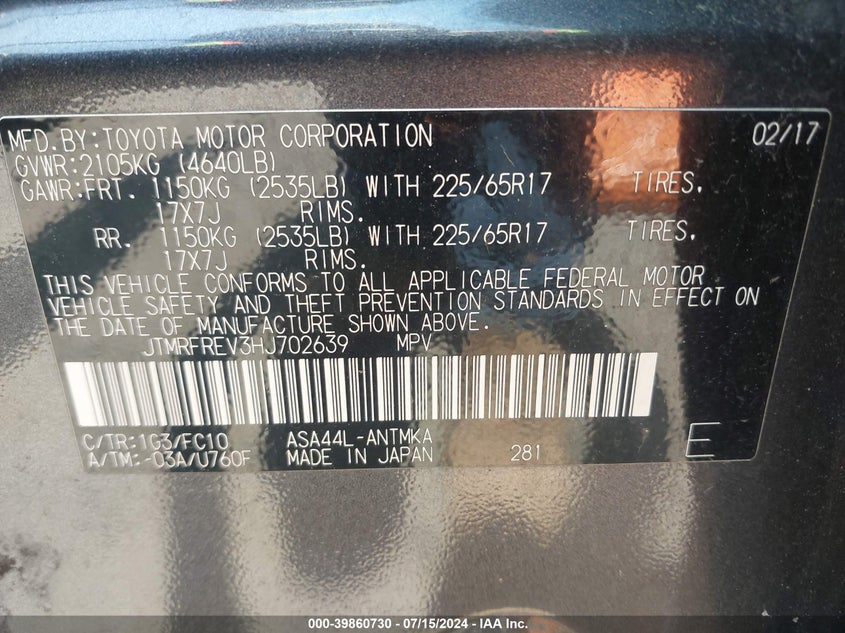 MFD.BY:TOYOTA MOTOR CORPORATION 02/17
GVWR:2105KG (4640LB)
GAWR:FRT. 1150KG (2535LB) WITH 225/65R17 TIRES,
17X7J RIMS.
RR. 1150KG (2535LB) WITH 225/65R17 TIRES,
17X7J RIMS.
THIS VEHICLE CONFORMS TO ALL APPLICABLE FEDERAL MOTOR
VEHICLE SAFETY AND THEFT PREVENTION STANDARDS IN EFFECT ON
THE DATE OF MANUFACTURE SHOWN ABOVE.
JTMRFREV3HJ702639 MPV
C/TR:1G3/FC10 ASA44L-ANTMKA
A/TM:-03A/U760F MADE IN JAPAN 281 E
000-39860730 - 07/15/2024 - IAA Inc.